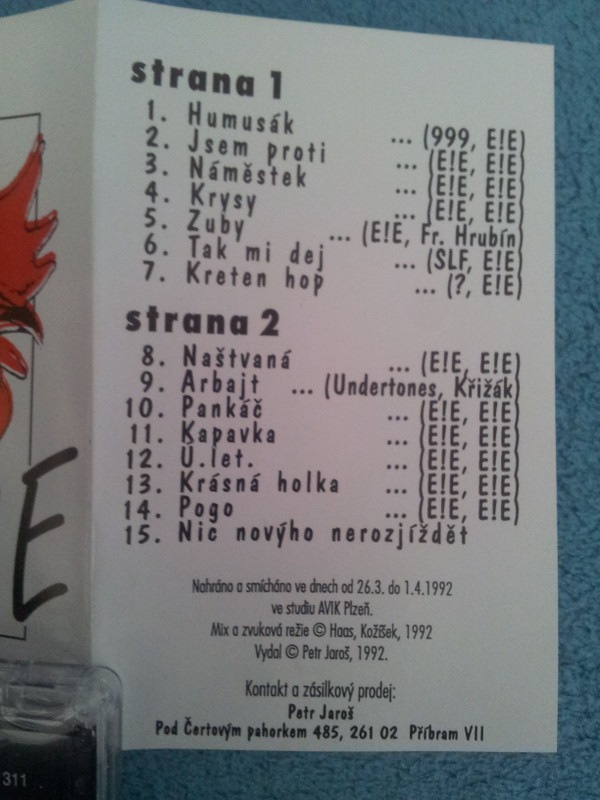 strana 1
1. Humusák ... (999, E!E)
2. Jsem proti ... (E!E, E!E)
3. Náměstek ... (E!E, E!E)
4. Krysy ... (E!E, E!E)
5. Zuby ... (E!E, Fr. Hrubín)
6. Tak mi dej ... (SLF, E!E)
7. Kreten hop ... (?, E!E)
strana 2
8. Naštvaná ... (E!E, E!E)
9. Arbajt ... (Undertones, Křižák)
10. Pankáč ... (E!E, E!E)
11. Kapavka ... (E!E, E!E)
12. Ú.let. ... (E!E, E!E)
13. Krásná holka ... (E!E, E!E)
14. Pogo ... (E!E, E!E)
15. Nic novýho nerozjíždět
Nahráno a smícháno ve dnech od 26.3. do 1.4.1992
ve studiu AVIK Plzeň.
Mix a zvuková režie © Haas, Kožíšek, 1992
Vydal © Petr Jaroš, 1992.
Kontakt a zásilkový prodej:
Petr Jaroš
Pod Čertovým pahorkem 485, 261 02 Příbram VII
E
311